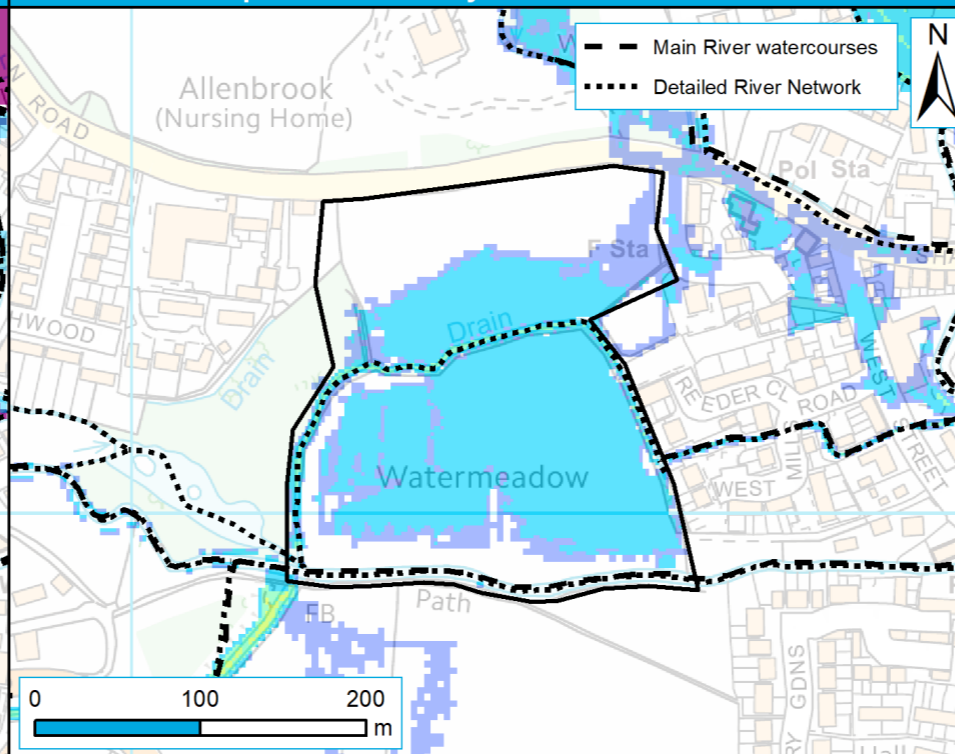 Main River watercourses
Detailed River Network
N
Allenbrook
(Nursing Home)
ROAD
Pol Sta
F Sta
Drain
Drain
WEST
REEDER CL
ROAD
Watermeadow
MILL
WEST
STREET
Path
FB
GDNS
0 100 200
m